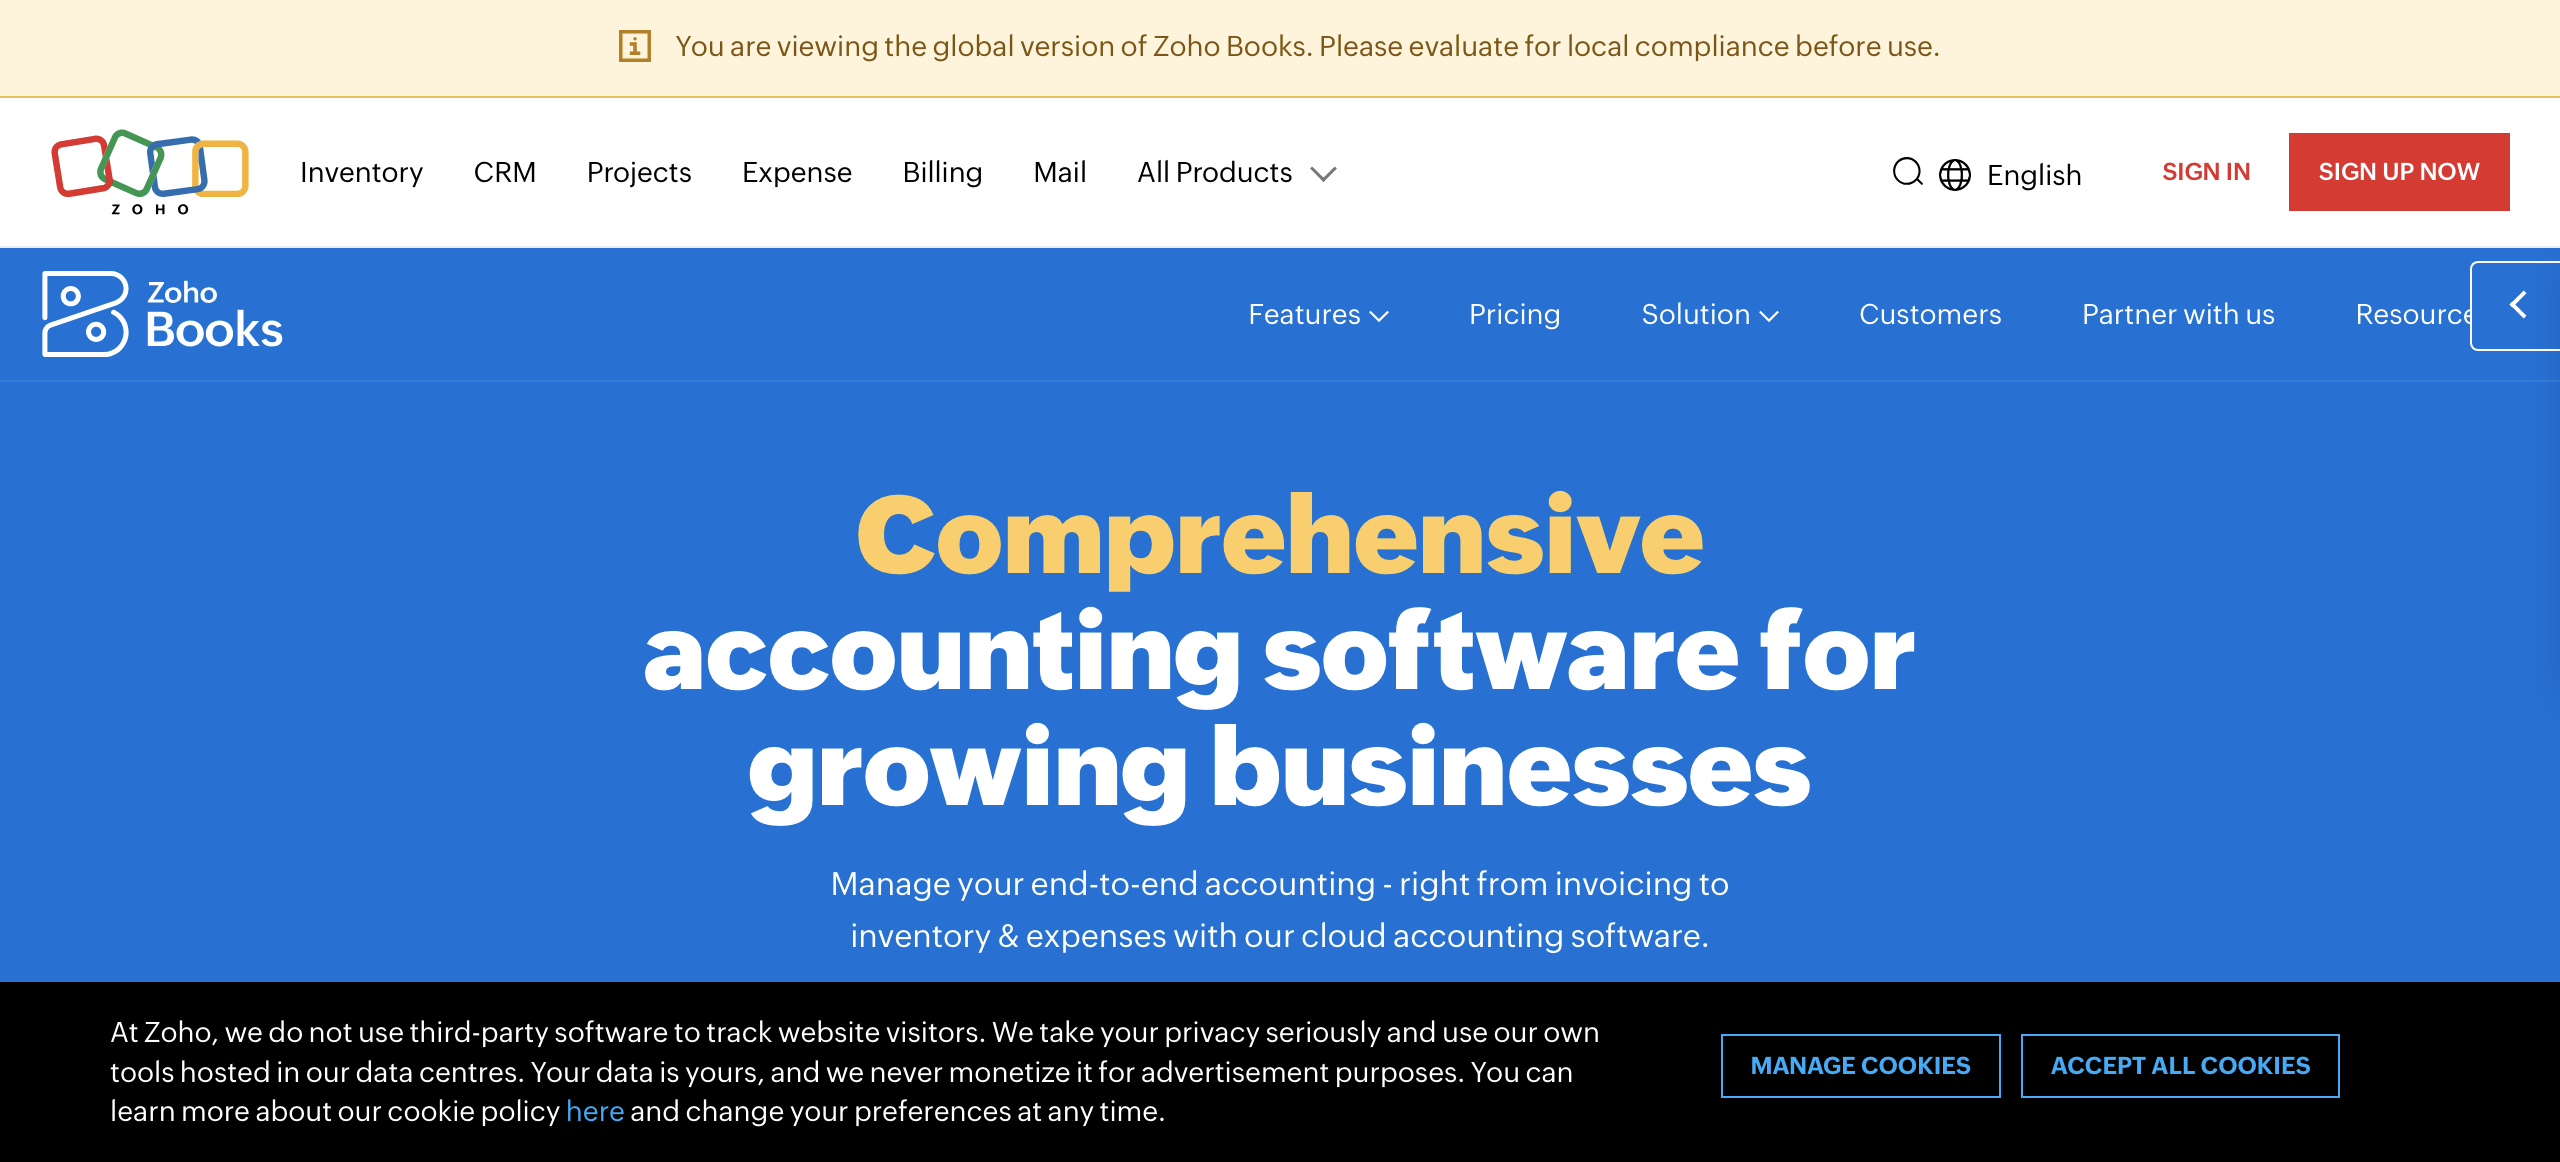 You are viewing the global version of Zoho Books. Please evaluate for local compliance before use.
ZOHO
Inventory
CRM
Projects
Expense
Billing
Mail
All Products
English
SIGN IN
SIGN UP NOW
Zoho
Books
Features
Pricing
Solution
Customers
Partner with us
Resource
Comprehensive
accounting software for
growing businesses
Manage your end-to-end accounting - right from invoicing to
inventory & expenses with our cloud accounting software.
At Zoho, we do not use third-party software to track website visitors. We take your privacy seriously and use our own
tools hosted in our data centres. Your data is yours, and we never monetize it for advertisement purposes. You can
learn more about our cookie policy here and change your preferences at any time.
MANAGE COOKIES
ACCEPT ALL COOKIES